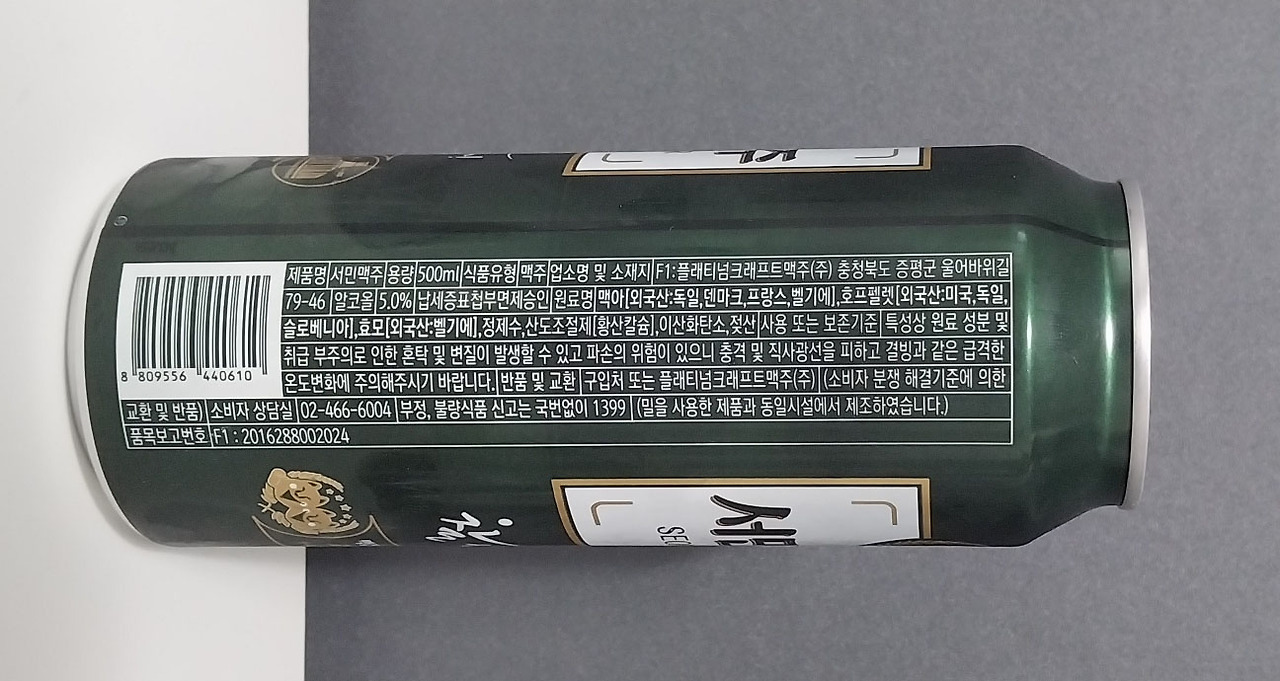 제품명 서민맥주 용량 500ml 식품유형 맥주 업소명 및 소재지 F1:플래티넘크래프트맥주(주) 충청북도 증평군 울어바위길
79-46 알코올 5.0% 납세증표첩부면제승인 원료명 맥아[외국산:독일,덴마크,프랑스,벨기에],호프펠렛[외국산:미국,독일,
슬로베니아],효모[외국산:벨기에],정제수,산도조절제[황산칼슘],이산화탄소,젖산 사용 또는 보존기준 특성상 원료 성분 및
취급 부주의로 인한 혼탁 및 변질이 발생할 수 있고 파손의 위험이 있으니 충격 및 직사광선을 피하고 결빙과 같은 급격한
온도변화에 주의해주시기 바랍니다. 반품 및 교환 구입처 또는 플래티넘크래프트맥주(주) (소비자 분쟁 해결기준에 의한
교환 및 반품) 소비자 상담실 02-466-6004 부정, 불량식품 신고는 국번없이 1399 (밀을 사용한 제품과 동일시설에서 제조하였습니다.)
품목보고번호 F1 : 2016288002024
8 809556 440610
서민
SEO